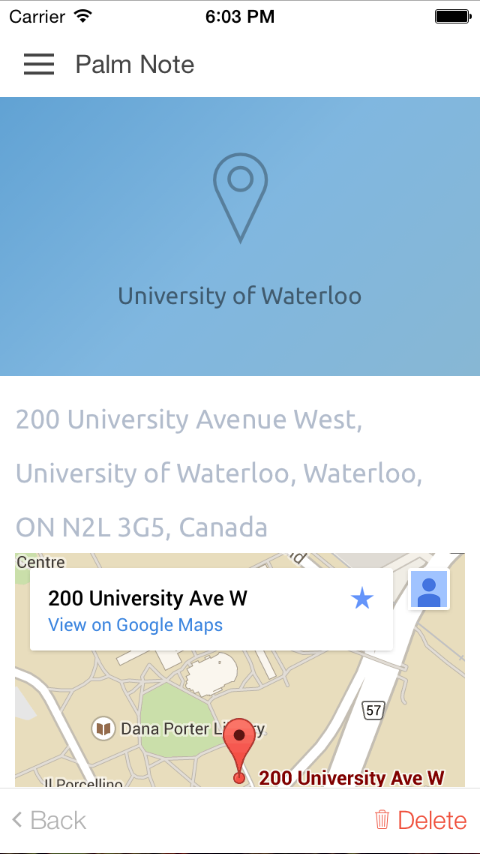 Carrier 6:03 PM
Palm Note
University of Waterloo
200 University Avenue West,
University of Waterloo, Waterloo,
ON N2L 3G5, Canada
Centre
rd
200 University Ave W
View on Google Maps
57
Dana Porter Library
200 University Ave W
Il Porcellino
Back
Delete